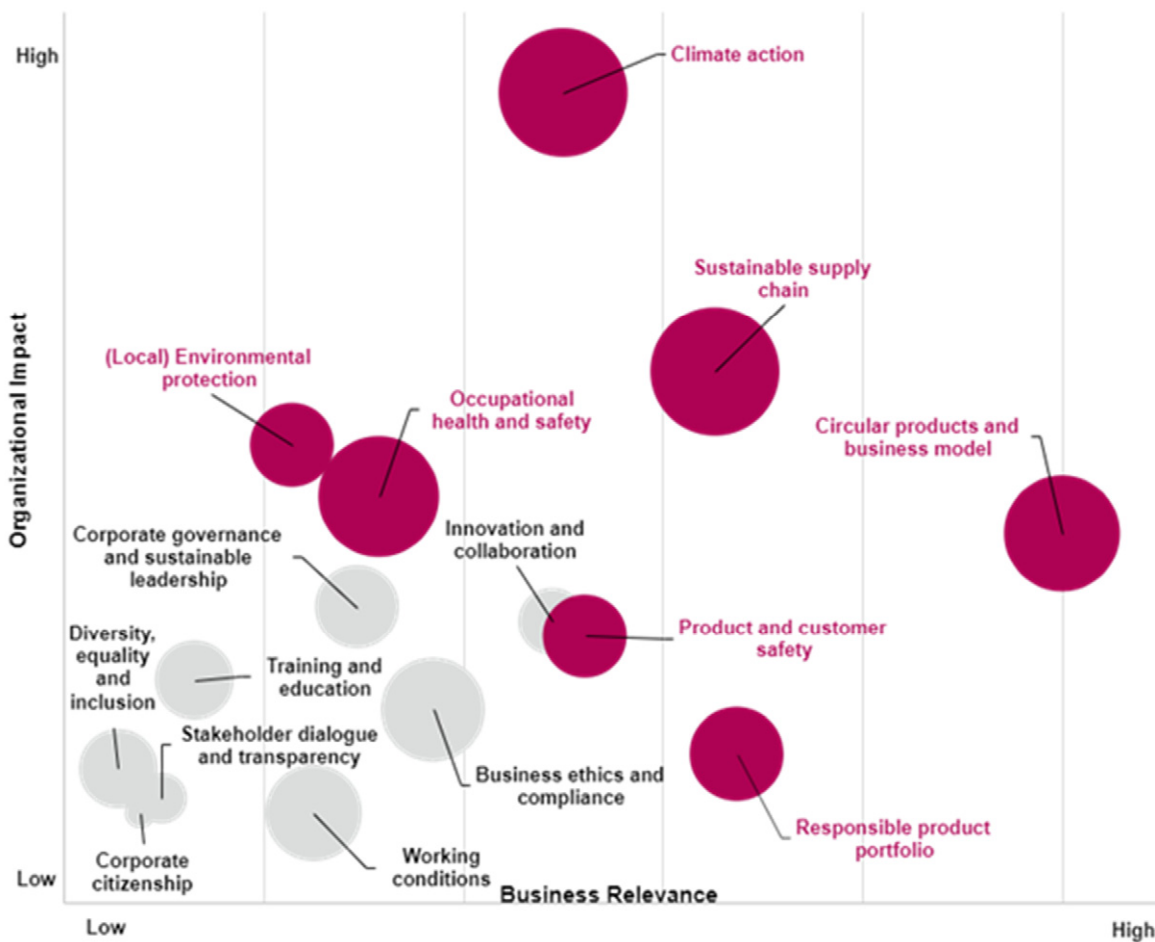 High
Climate action
Sustainable supply
chain
(Local) Environmental
protection
Occupational
health and safety
Circular products and
business model
Organizational Impact
Corporate governance
and sustainable
leadership
Innovation and
collaboration
Diversity,
equality
and
inclusion
Training and
education
Product and customer
safety
Stakeholder dialogue
and transparency
Business ethics and
compliance
Responsible product
portfolio
Corporate
citizenship
Working
conditions
Low
Business Relevance
Low
High